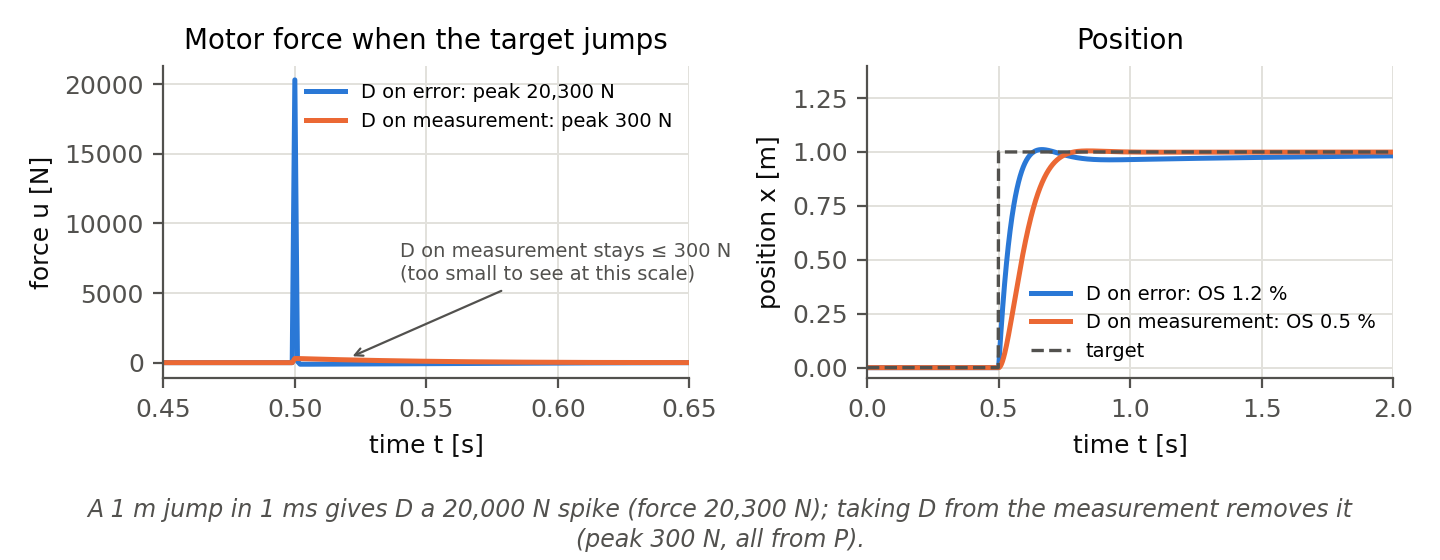 Motor force when the target jumps
force u [N]
20000
15000
10000
5000
0
D on error: peak 20,300 N
D on measurement: peak 300 N
D on measurement stays ≤ 300 N
(too small to see at this scale)
0.45 0.50 0.55 0.60 0.65
time t [s]
Position
position x [m]
1.25
1.00
0.75
0.50
0.25
0.00
D on error: OS 1.2 %
D on measurement: OS 0.5 %
target
0.0 0.5 1.0 1.5 2.0
time t [s]
A 1 m jump in 1 ms gives D a 20,000 N spike (force 20,300 N); taking D from the measurement removes it
(peak 300 N, all from P).